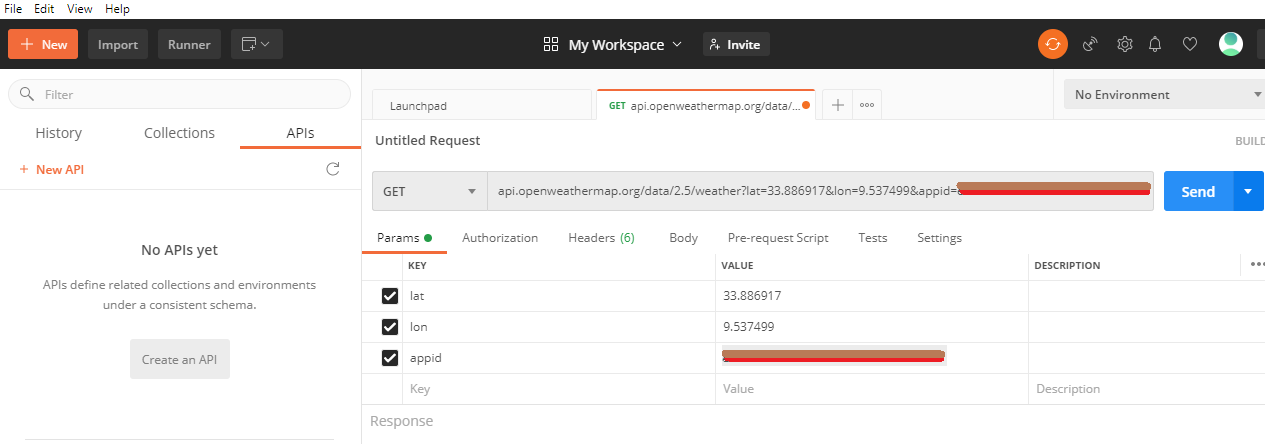 File Edit View Help
New Import Runner My Workspace Invite
Filter
History Collections APIs
+ New API
No APIs yet
APIs define related collections and environments
under a consistent schema.
Create an API
Launchpad GET api.openweathermap.org/data/... No Environment
Untitled Request BUILD
GET api.openweathermap.org/data/2.5/weather?lat=33.886917&lon=9.537499&appid= Send
Params Authorization Headers (6) Body Pre-request Script Tests Settings
KEY VALUE DESCRIPTION
lat 33.886917
lon 9.537499
appid
Key Value Description
Response